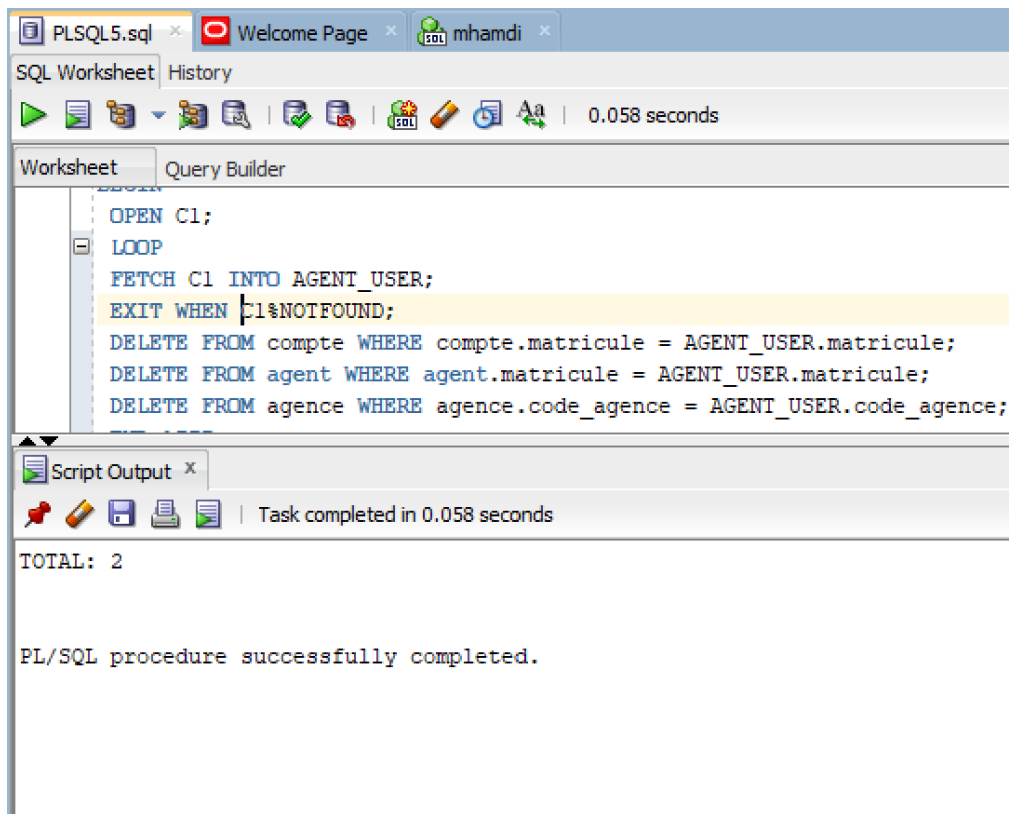 PLSQL5.sql × Welcome Page × mhamdi ×
SQL Worksheet History
0.058 seconds
Worksheet Query Builder
OPEN C1;
LOOP
FETCH C1 INTO AGENT_USER;
EXIT WHEN C1%NOTFOUND;
DELETE FROM compte WHERE compte.matricule = AGENT_USER.matricule;
DELETE FROM agent WHERE agent.matricule = AGENT_USER.matricule;
DELETE FROM agence WHERE agence.code_agence = AGENT_USER.code_agence;
Script Output ×
Task completed in 0.058 seconds
TOTAL: 2
PL/SQL procedure successfully completed.